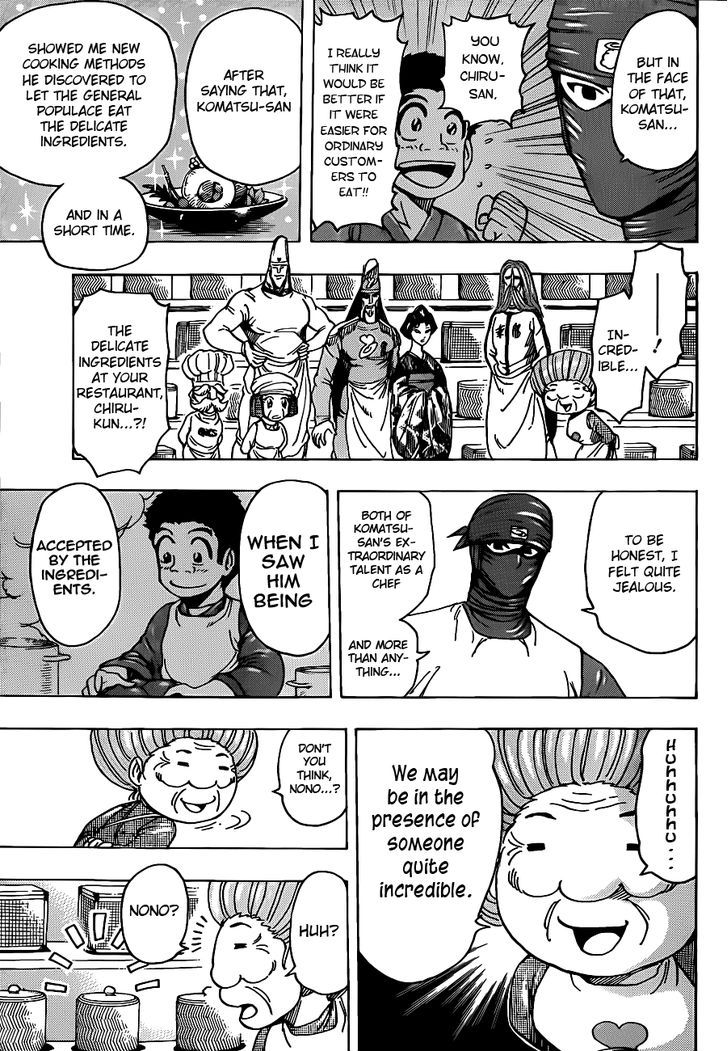 BUT IN
THE FACE
OF THAT,
KOMATSU-
SAN...
YOU
KNOW,
CHIRU-
SAN,
I REALLY
THINK IT
WOULD BE
BETTER IF
IT WERE
EASIER FOR
ORDINARY
CUSTOM-
ERS TO
EAT!!
AFTER
SAYING THAT,
KOMATSU-SAN
SHOWED ME NEW
COOKING METHODS
HE DISCOVERED TO
LET THE GENERAL
POPULACE EAT
THE DELICATE
INGREDIENTS.
AND IN A
SHORT TIME.
!
IN-
CRED-
IBLE...
THE
DELICATE
INGREDIENTS
AT YOUR
RESTAURANT,
CHIRU-
KUN...?!
TO BE
HONEST, I
FELT QUITE
JEALOUS.
BOTH OF
KOMATSU-
SAN'S EX-
TRAORDINARY
TALENT AS A
CHEF
AND MORE
THAN ANY-
THING...
WHEN I
SAW
HIM
BEING
ACCEPTED
BY THE
INGREDI-
ENTS.
HUHHUHHU...
We may
be in the
presence of
someone
quite
incredible.
DON'T
YOU
THINK,
NONO...?
HUH?
NONO?